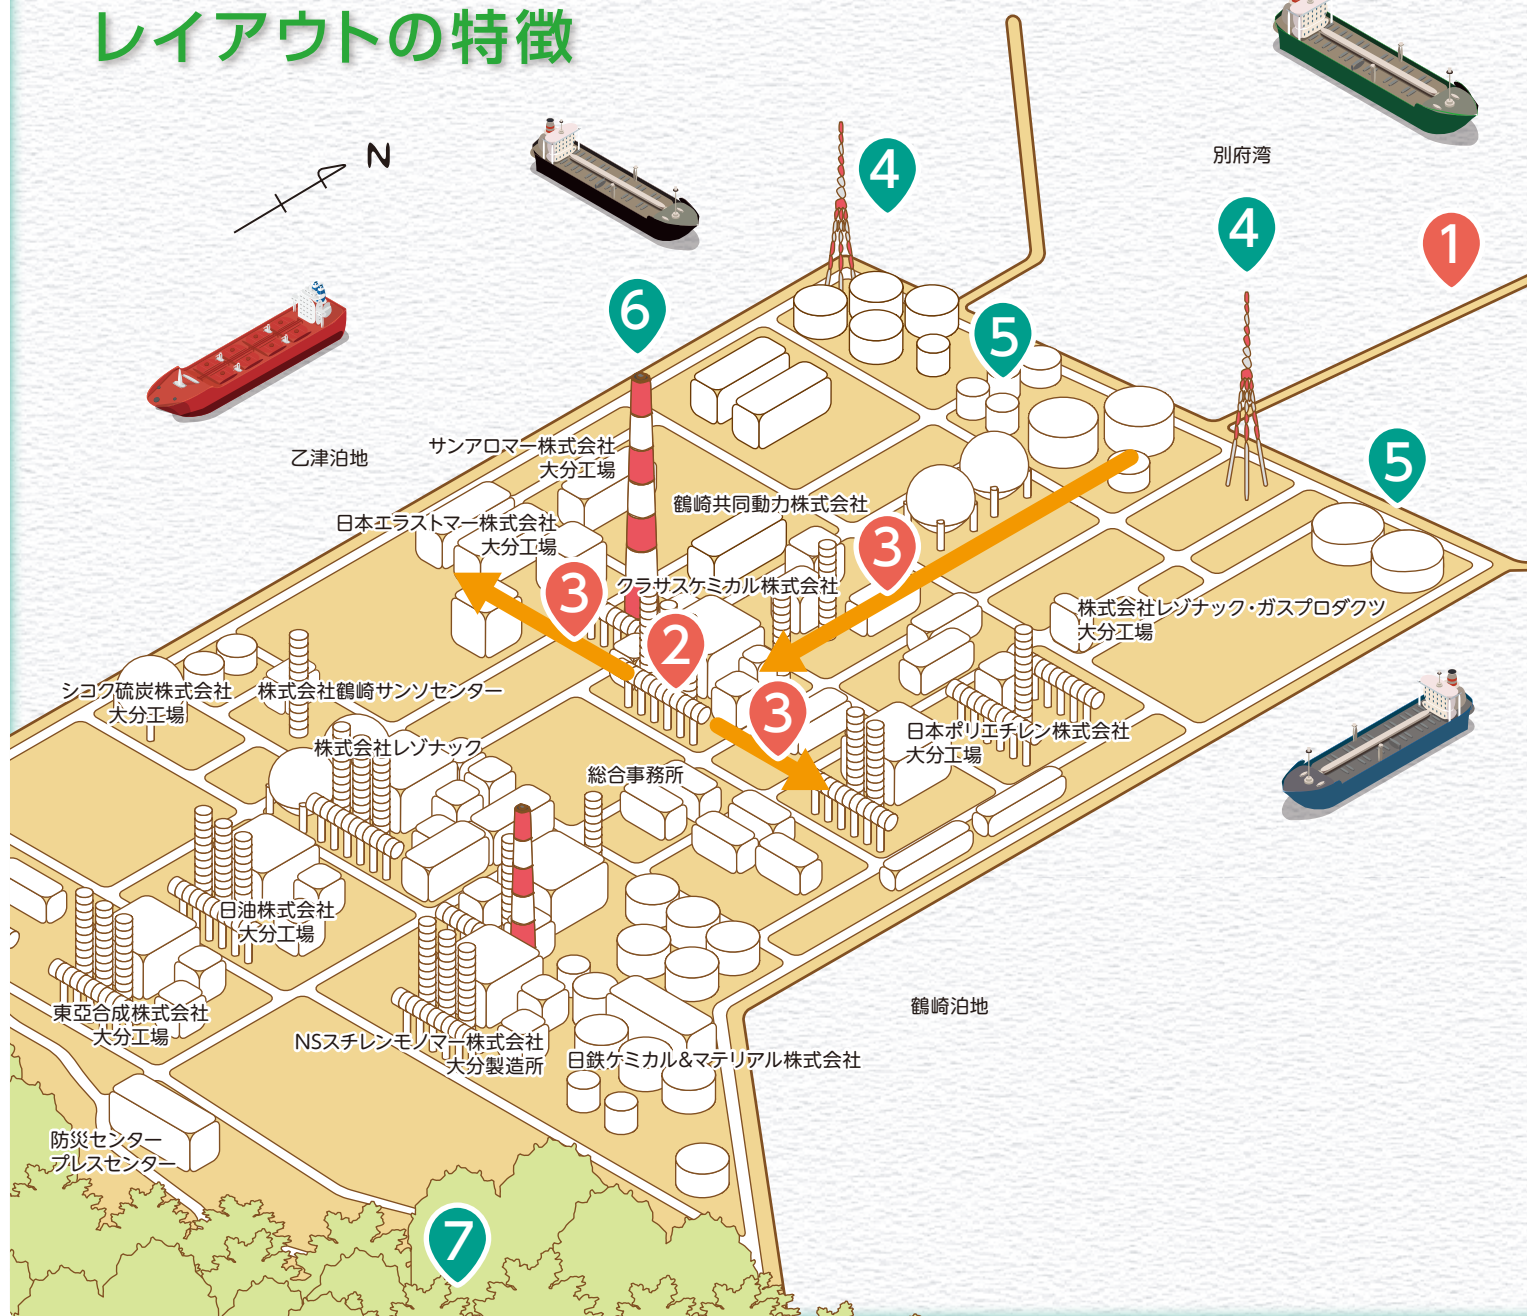 レイアウトの特徴
N
別府湾
4
4
1
6
5
5
乙津泊地
サンアロマー株式会社
大分工場
日本エラストマー株式会社
大分工場
鶴崎共同動力株式会社
3
クラサスケミカル株式会社
3
2
3
株式会社レゾナック・ガスプロダクツ
大分工場
シコク硫炭株式会社
大分工場
株式会社鶴崎サンソセンター
株式会社レゾナック
総合事務所
日本ポリエチレン株式会社
大分工場
日油株式会社
大分工場
東亞合成株式会社
大分工場
NSスチレンモノマー株式会社
大分製造所
日鉄ケミカル&マテリアル株式会社
鶴崎泊地
防災センター
プレスセンター
7